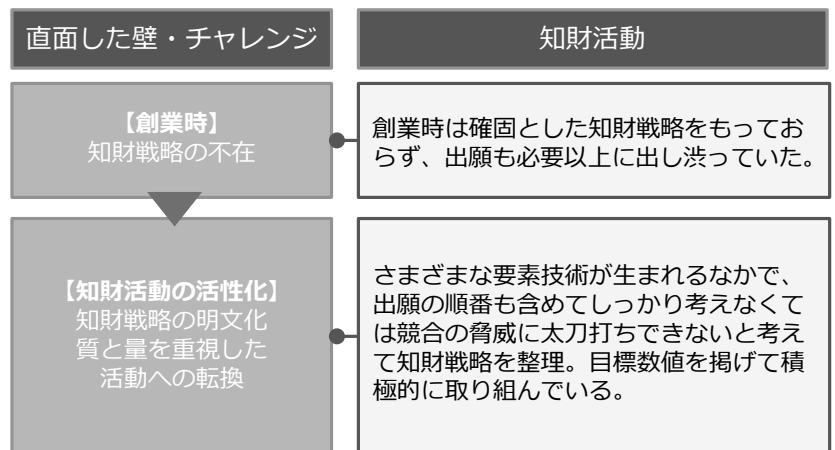 直面した壁・チャレンジ
知財活動
【創業時】
知財戦略の不在
創業時は確固とした知財戦略をもってお
らず、出願も必要以上に出し渋っていた。
【知財活動の活性化】
知財戦略の明文化
質と量を重視した
活動への転換
さまざまな要素技術が生まれるなかで、
出願の順番も含めてしっかり考えなくて
は競合の脅威に太刀打ちできないと考え
て知財戦略を整理。目標数値を掲げて積
極的に取り組んでいる。